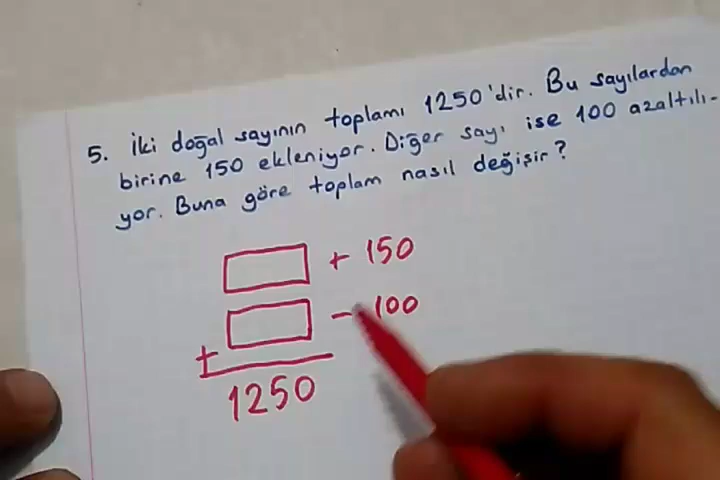 5. İki doğal sayının toplamı 1250'dir. Bu sayılardan
birine 150 ekleniyor. Diğer sayı ise 100 azaltılı-
yor. Buna göre toplam nasıl değişir?
+ 150
- 100
+
1250